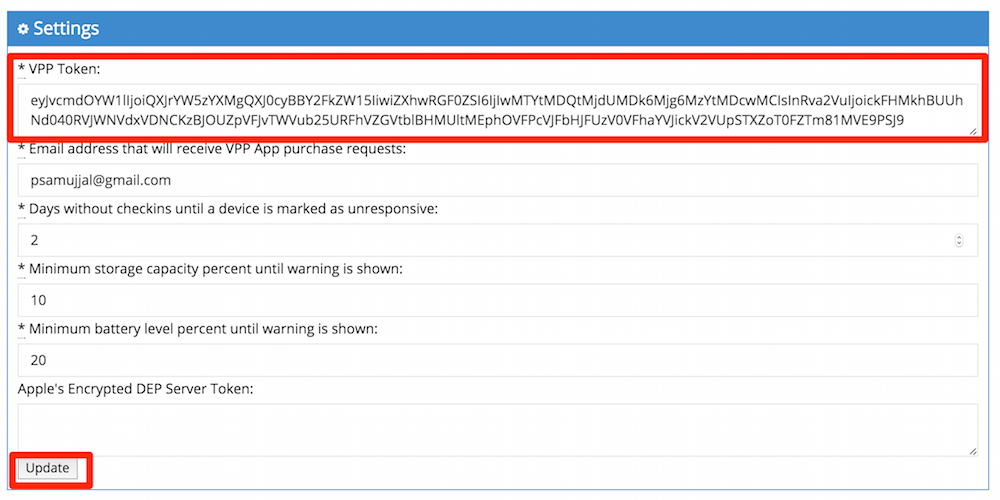 Settings
* VPP Token:
eyJvcmdOYW1lIjoiQXJrYW5zYXMgQXJ0cyBBY2FkZW15IiwiZXhwRGF0ZSI6IjIwMTYtMDQtMjdUMDk6Mjg6MzYtMDcwMCIsInRva2VuIjoickFHMkhBUUh
Nd040RVJWNVdxVDNCKzBJOUZpVFJvTWVub25URFhVZGVtblBHMUltMEphOVFPcVJFbHJFUzV0VFhaYVJickV2VUpSTXZoT0FZTm81MVE9PSJ9
* Email address that will receive VPP App purchase requests:
psamujjal@gmail.com
* Days without checkins until a device is marked as unresponsive:
2
* Minimum storage capacity percent until warning is shown:
10
* Minimum battery level percent until warning is shown:
20
Apple's Encrypted DEP Server Token:
Update